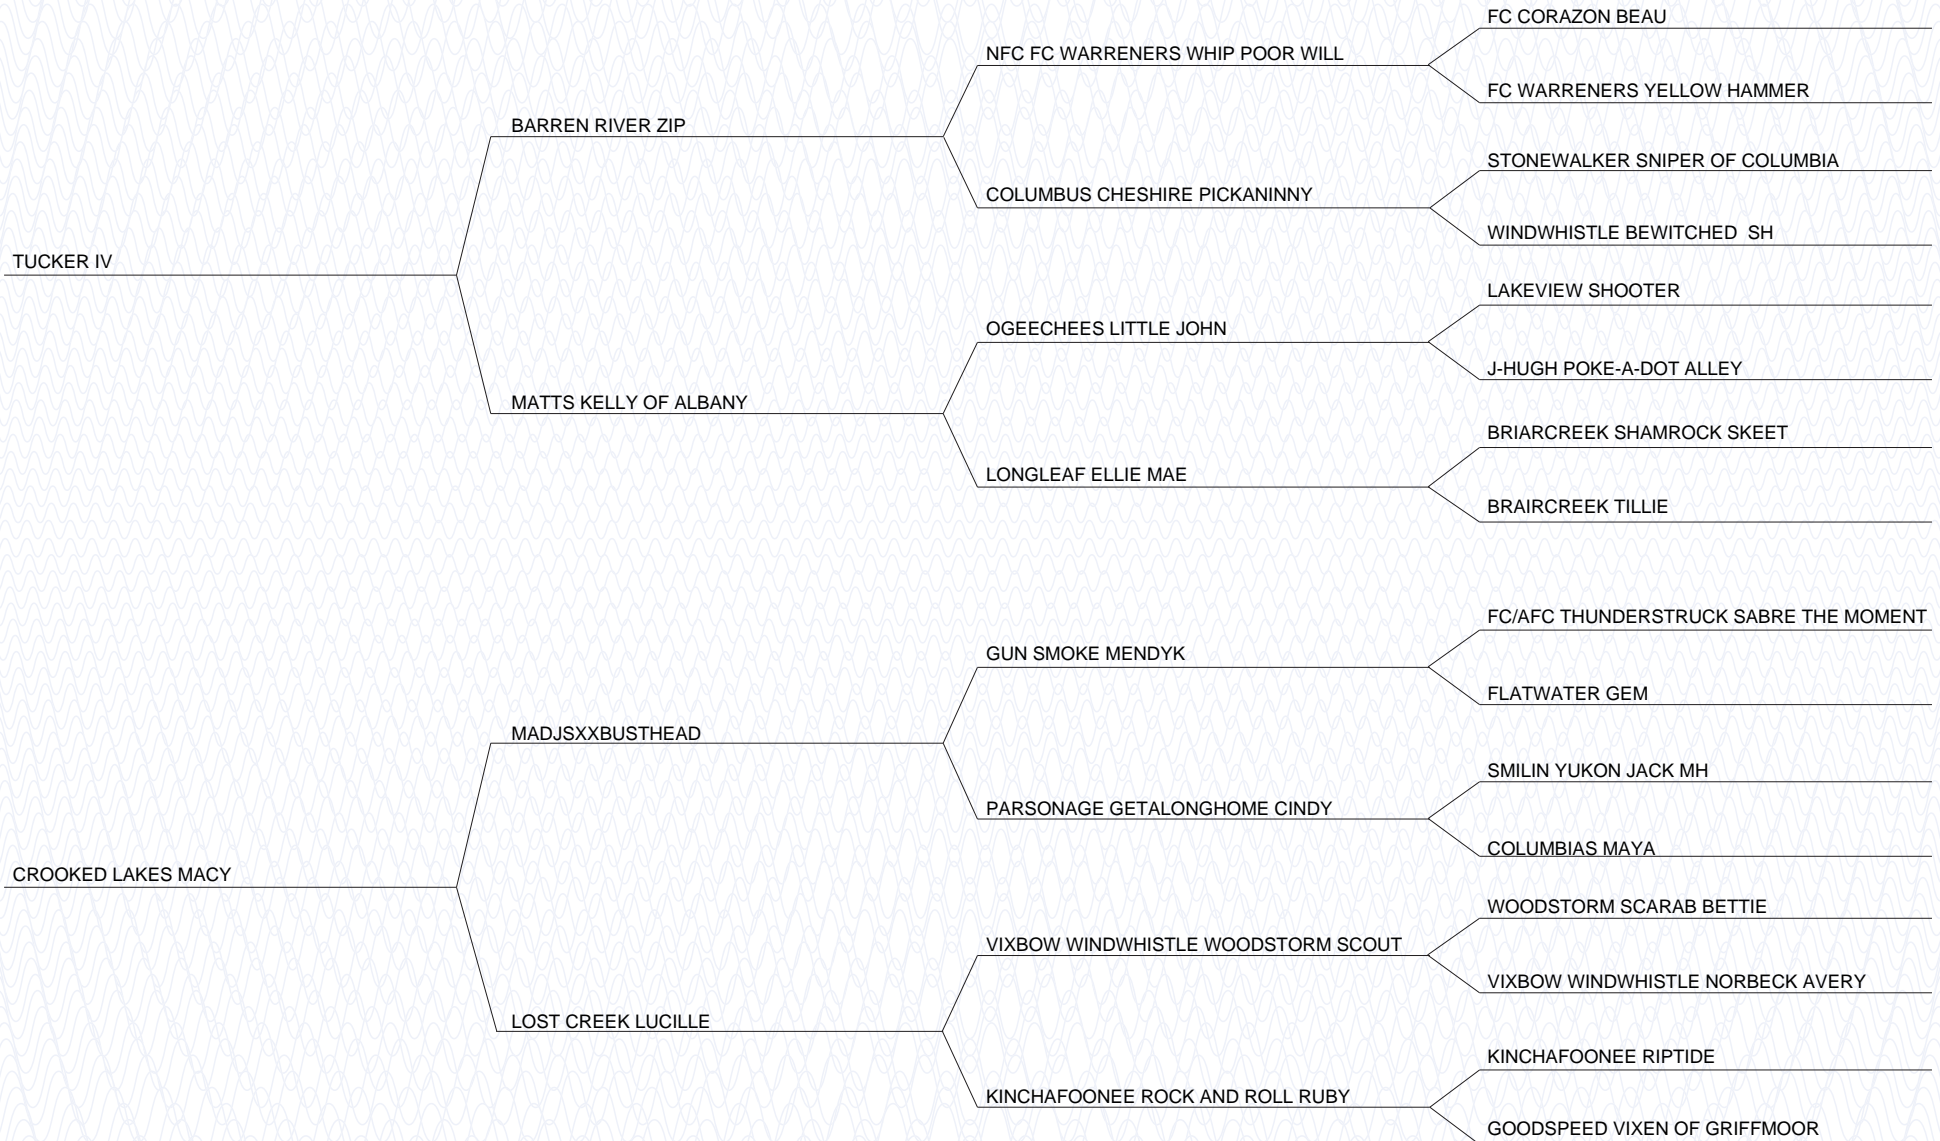 FC CORAZON BEAU
NFC FC WARRENERS WHIP POOR WILL
FC WARRENERS YELLOW HAMMER
BARREN RIVER ZIP
STONEWALKER SNIPER OF COLUMBIA
COLUMBUS CHESHIRE PICKANINNY
WINDWHISTLE BEWITCHED  SH
TUCKER IV
LAKEVIEW SHOOTER
OGEECHEES LITTLE JOHN
J-HUGH POKE-A-DOT ALLEY
MATTS KELLY OF ALBANY
BRIARCREEK SHAMROCK SKEET
LONGLEAF ELLIE MAE
BRAIRCREEK TILLIE
FC/AFC THUNDERSTRUCK SABRE THE MOMENT
GUN SMOKE MENDYK
FLATWATER GEM
MADJSXXBUSTHEAD
SMILIN YUKON JACK MH
PARSONAGE GETALONGHOME CINDY
COLUMBIAS MAYA
CROOKED LAKES MACY
WOODSTORM SCARAB BETTIE
VIXBOW WINDWHISTLE WOODSTORM SCOUT
VIXBOW WINDWHISTLE NORBECK AVERY
LOST CREEK LUCILLE
KINCHAFOONEE RIPTIDE
KINCHAFOONEE ROCK AND ROLL RUBY
GOODSPEED VIXEN OF GRIFFMOOR